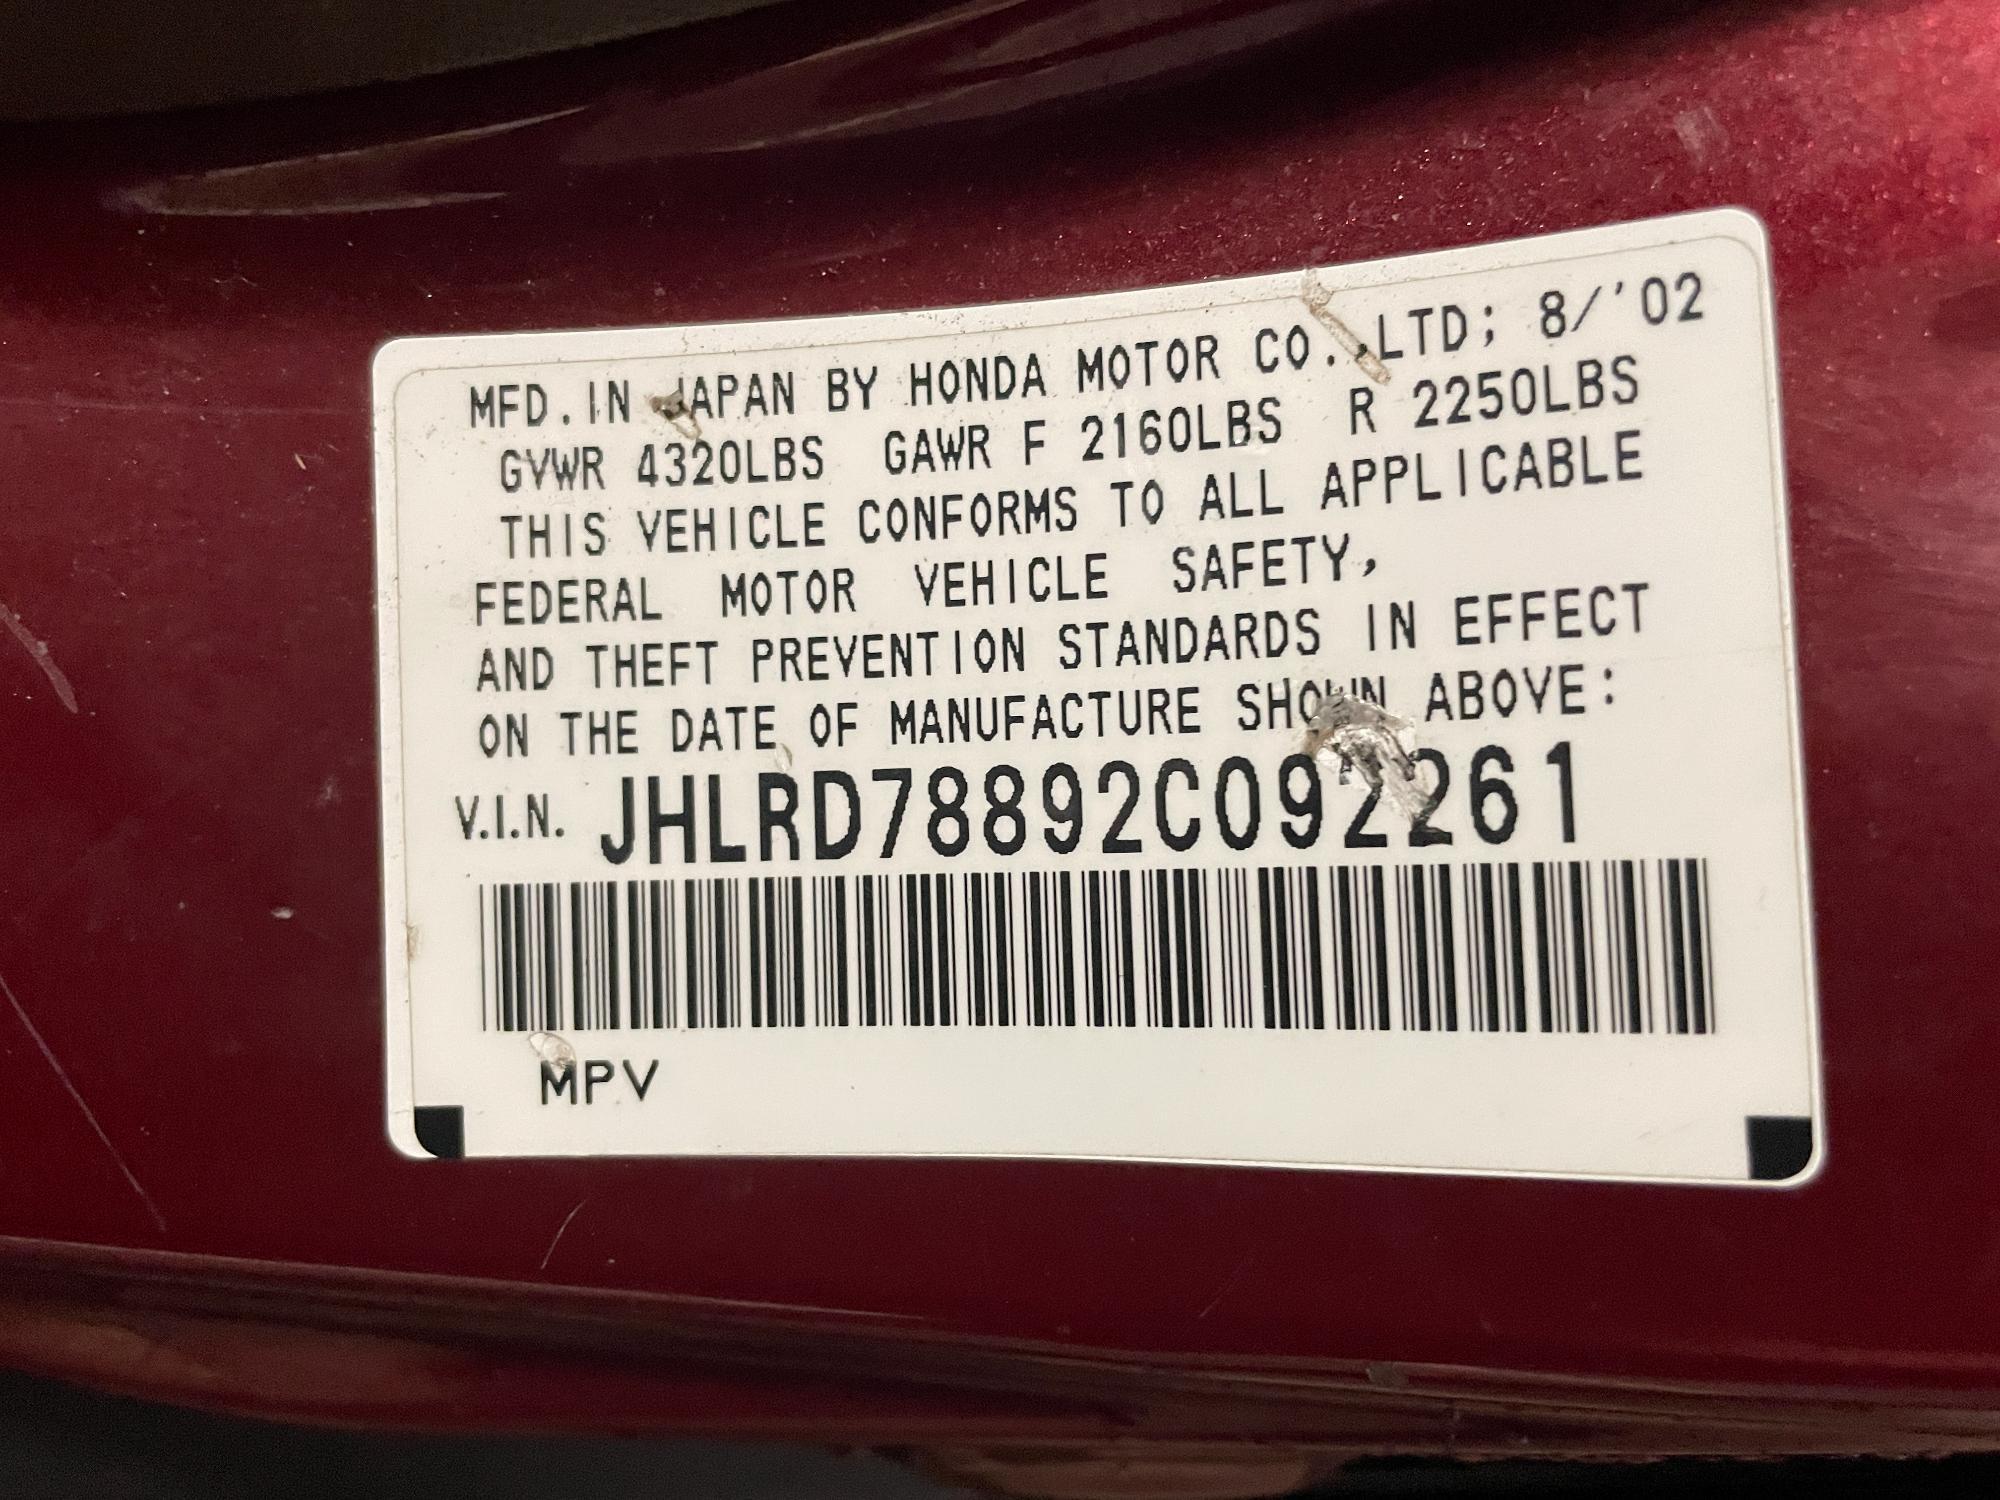 MFD.IN JAPAN BY HONDA MOTOR CO.,LTD; 8/'02
GVWR 4320LBS GAWR F 2160LBS R 2250LBS
THIS VEHICLE CONFORMS TO ALL APPLICABLE
FEDERAL MOTOR VEHICLE SAFETY,
AND THEFT PREVENTION STANDARDS IN EFFECT
ON THE DATE OF MANUFACTURE SHOWN ABOVE:
V.I.N. JHLRD78892C092261
MPV